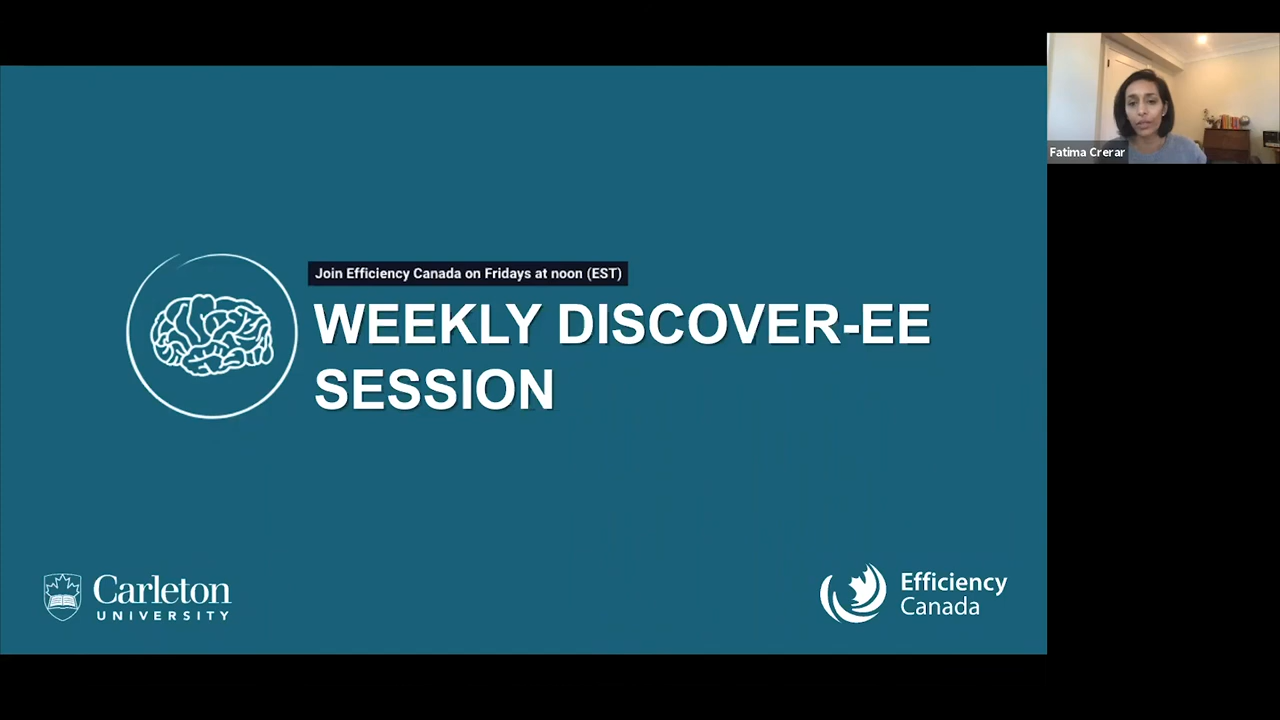 Fatima Crerar
Join Efficiency Canada on Fridays at noon (EST)
WEEKLY DISCOVER-EE
SESSION
Carleton
UNIVERSITY
Efficiency
Canada